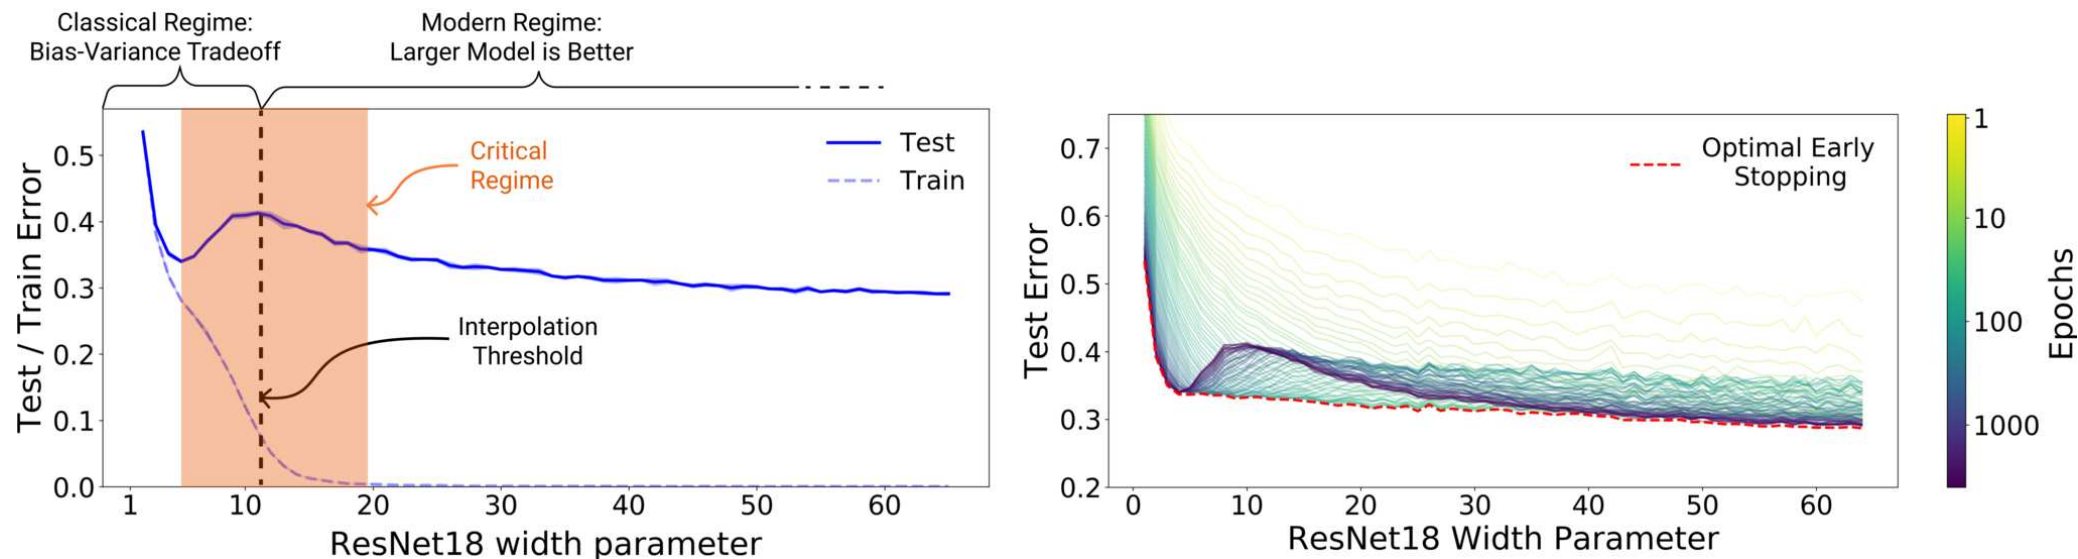 Classical Regime:
Bias-Variance Tradeoff
Modern Regime:
Larger Model is Better
Critical
Regime
Test
Train
Interpolation
Threshold
Test / Train Error
0.5
0.4
0.3
0.2
0.1
0.0
1 10 20 30 40 50 60
ResNet18 width parameter
Optimal Early
Stopping
Test Error
0.7
0.6
0.5
0.4
0.3
0.2
0 10 20 30 40 50 60
ResNet18 Width Parameter
1
10
100
1000
Epochs